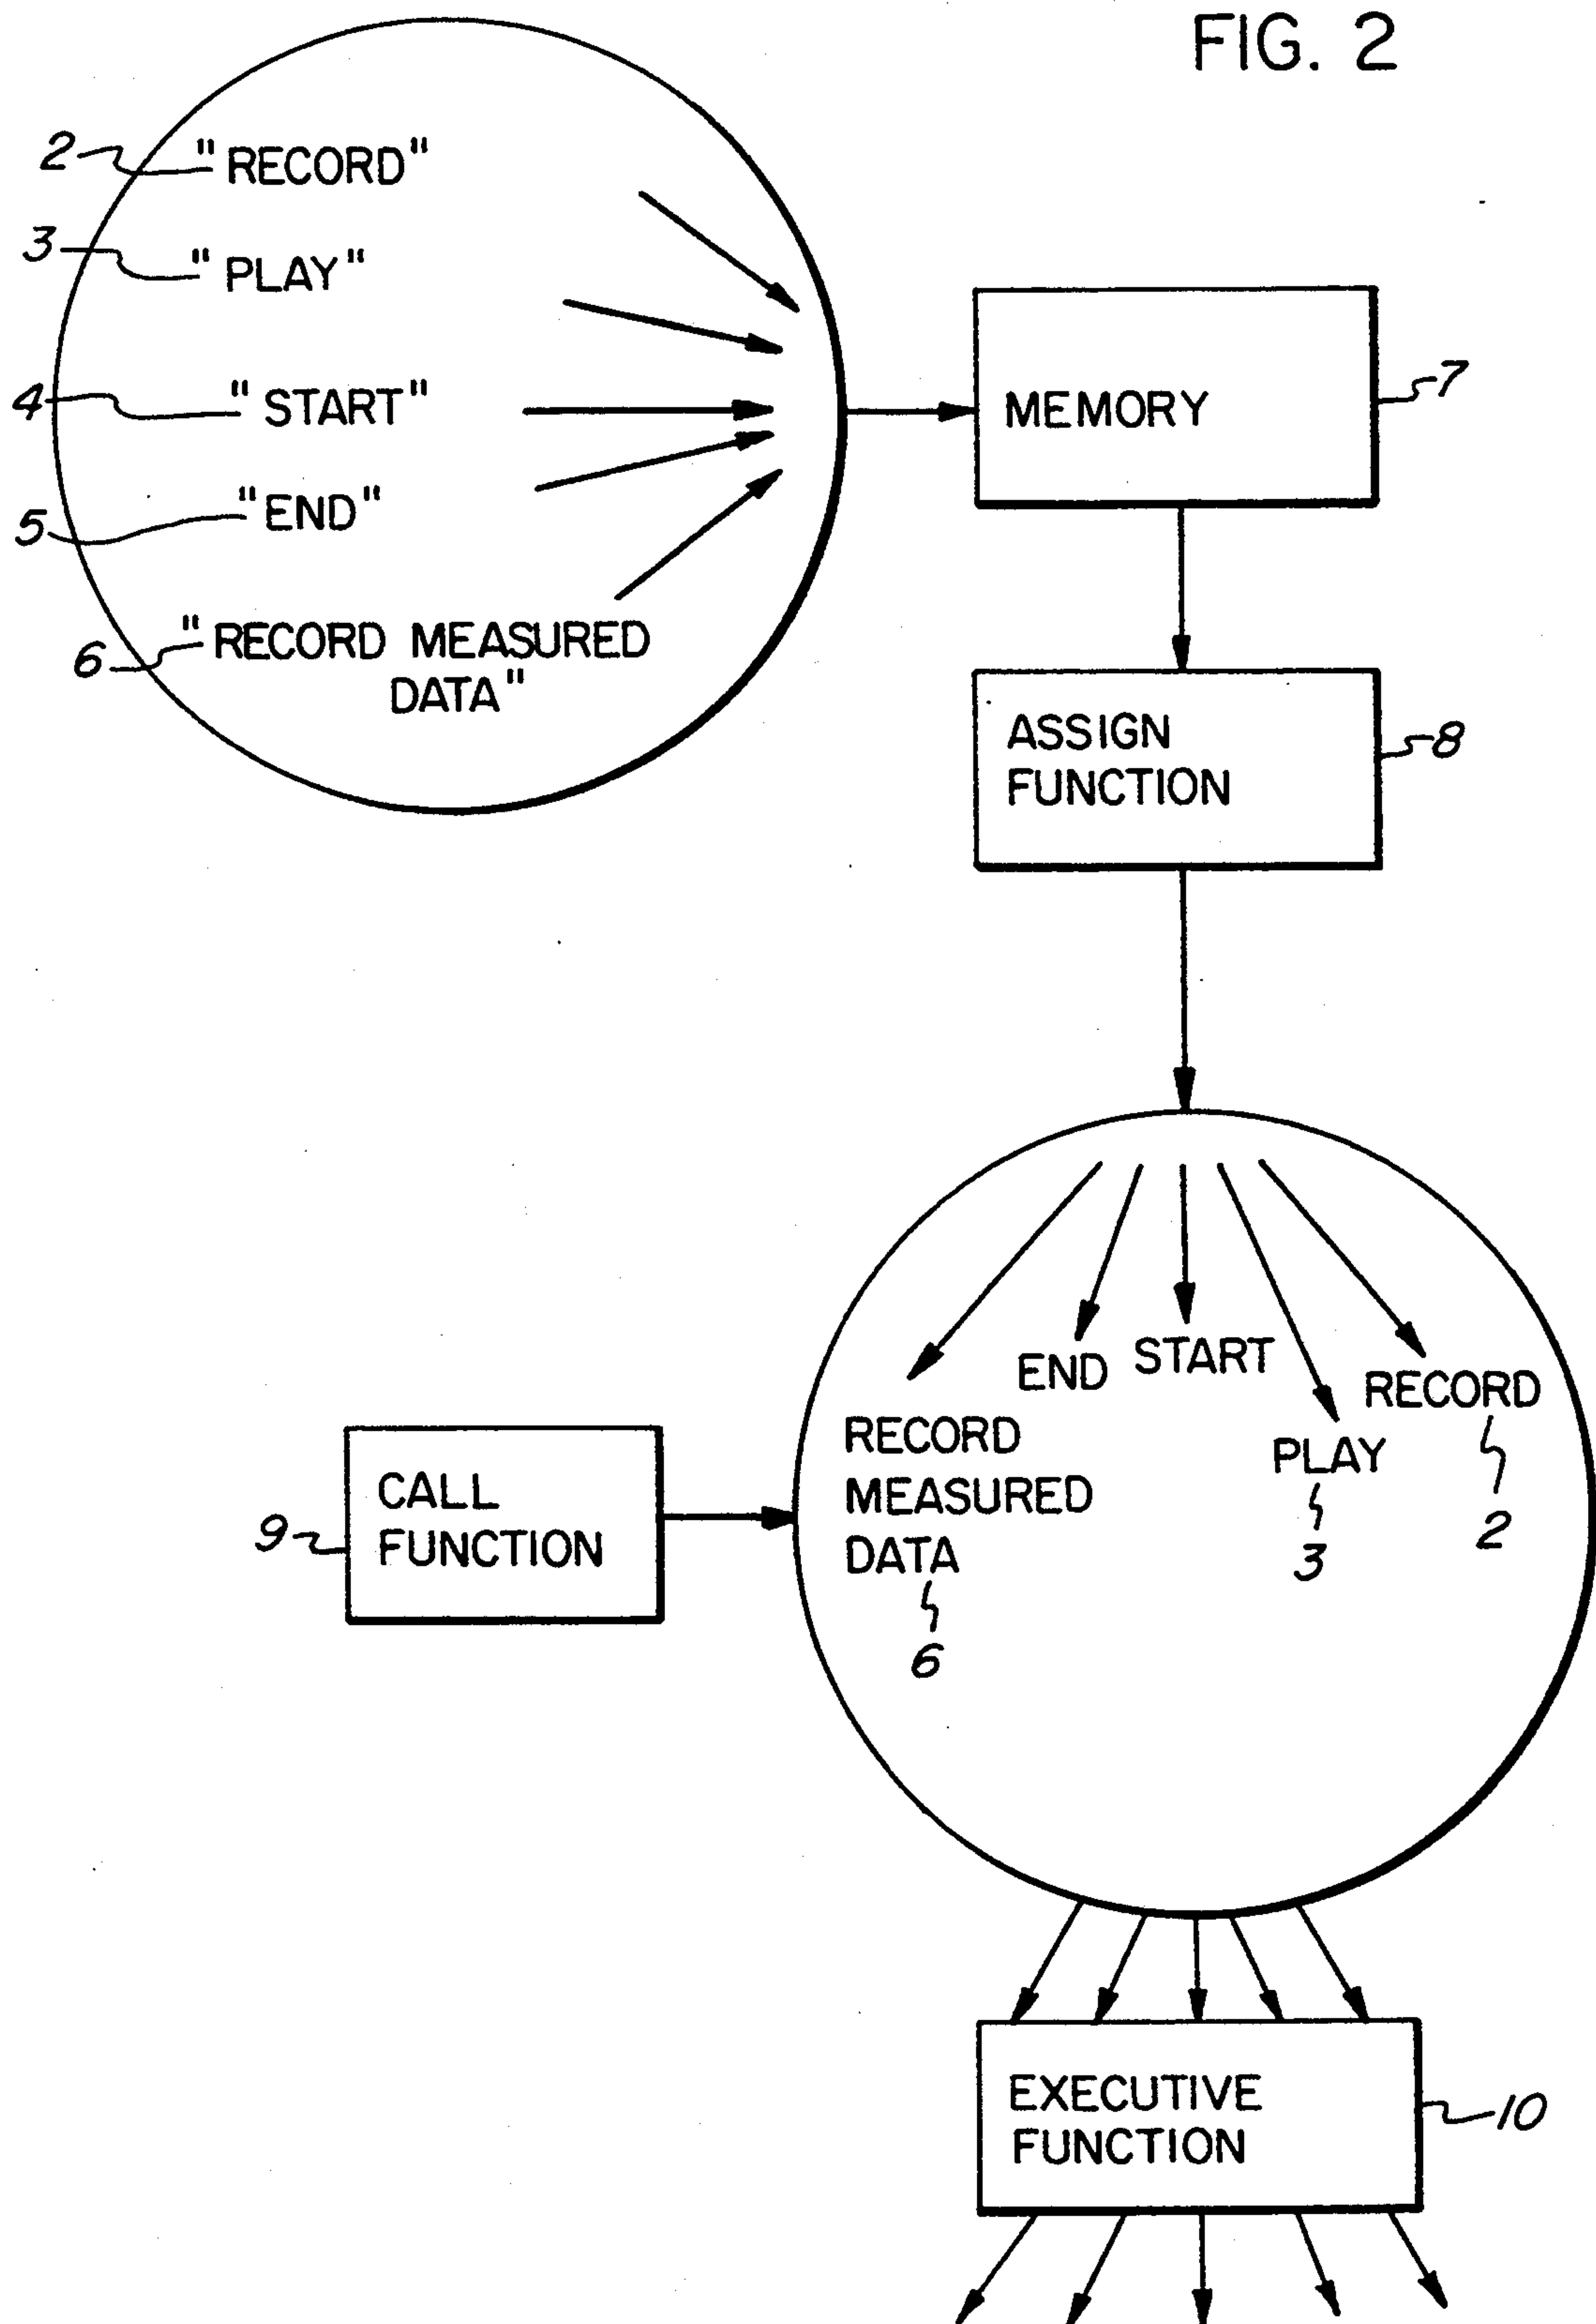 FIG. 2
2 "RECORD"
3 "PLAY"
4 "START"
5 "END"
6 "RECORD MEASURED
DATA"
MEMORY 7
ASSIGN
FUNCTION 8
END START
RECORD
2
PLAY
3
RECORD
MEASURED
DATA
6
CALL
FUNCTION
9
EXECUTIVE
FUNCTION
10